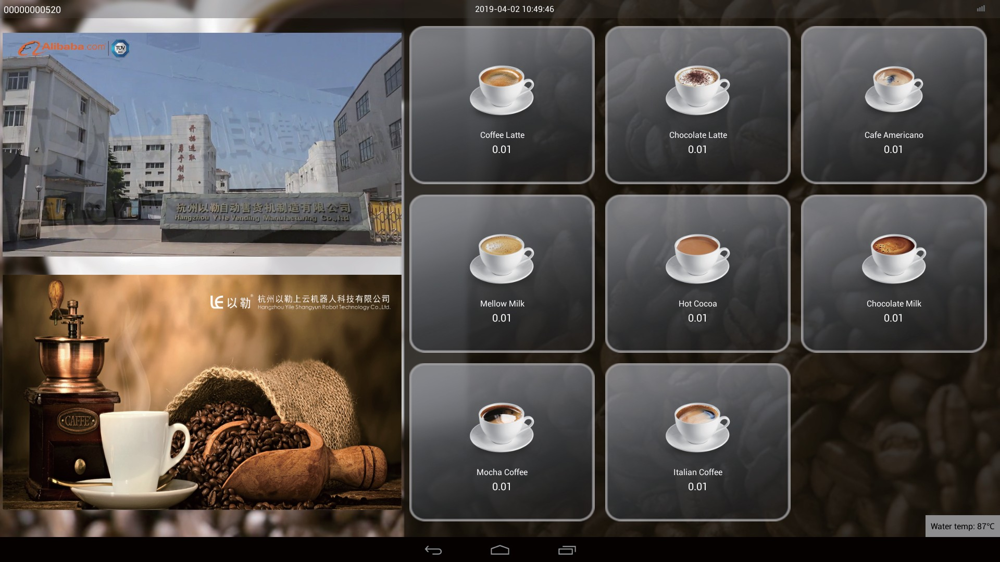 00000000520
2019-04-02 10:49:46
Alibaba.com
TÜV
SÜD
开拓进取
勇于创新
杭州以勒自动售货机制造有限公司
Hangzhou Yile Vending Manufacturing Co.,ltd
LE 以勒® 杭州以勒上云机器人科技有限公司
Hangzhou Yile Shangyun Robot Technology Co.,Ltd.
CAFFE'
Coffee Latte
0.01
Chocolate Latte
0.01
Cafe Americano
0.01
Mellow Milk
0.01
Hot Cocoa
0.01
Chocolate Milk
0.01
Mocha Coffee
0.01
Italian Coffee
0.01
Water temp: 87℃